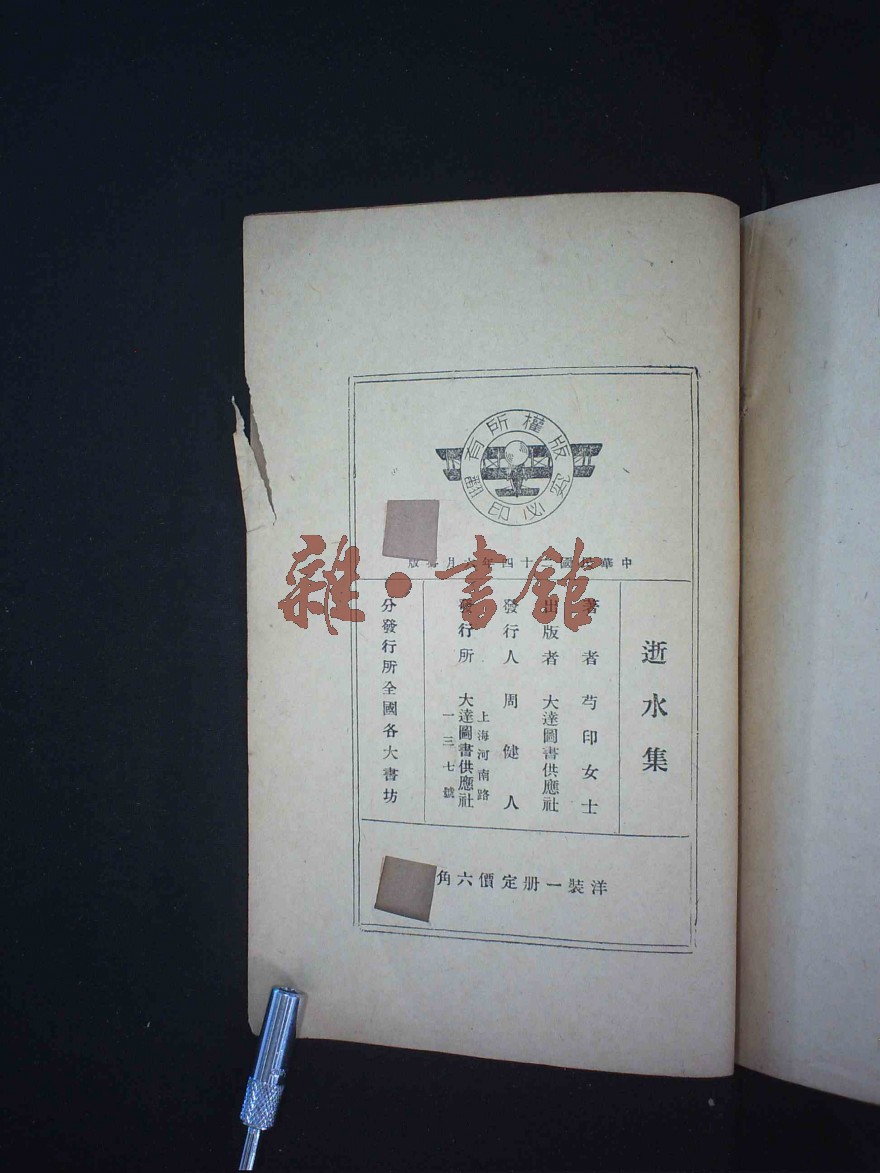 版權所有
翻印必究
中華民國二十四年六月 版
逝水集
著者 芍印女士
出版者 大達圖書供應社
發行人 周健人
發行所 大達圖書供應社
上海河南路
一三七號
分發行所全國各大書坊
洋裝一册定價六角
雜·書館